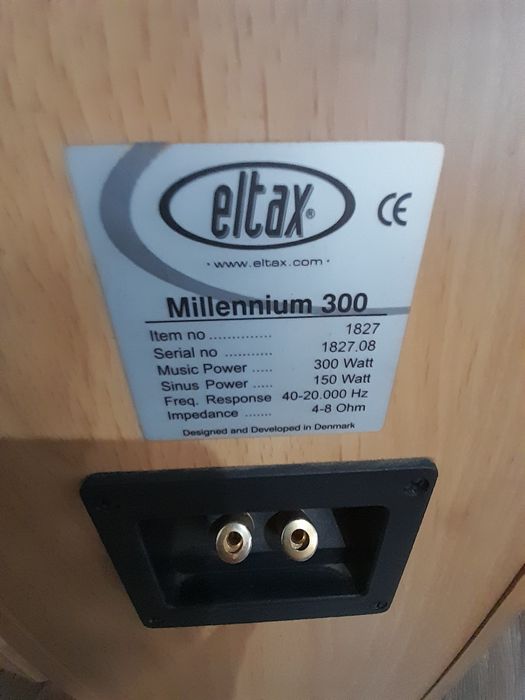 eltax®
CE
· www.eltax.com ·
Millennium 300
Item no .............. 1827
Serial no ........... 1827.08
Music Power ..... 300 Watt
Sinus Power ..... 150 Watt
Freq. Response 40-20.000 Hz
Impedance ....... 4-8 Ohm
Designed and Developed in Denmark